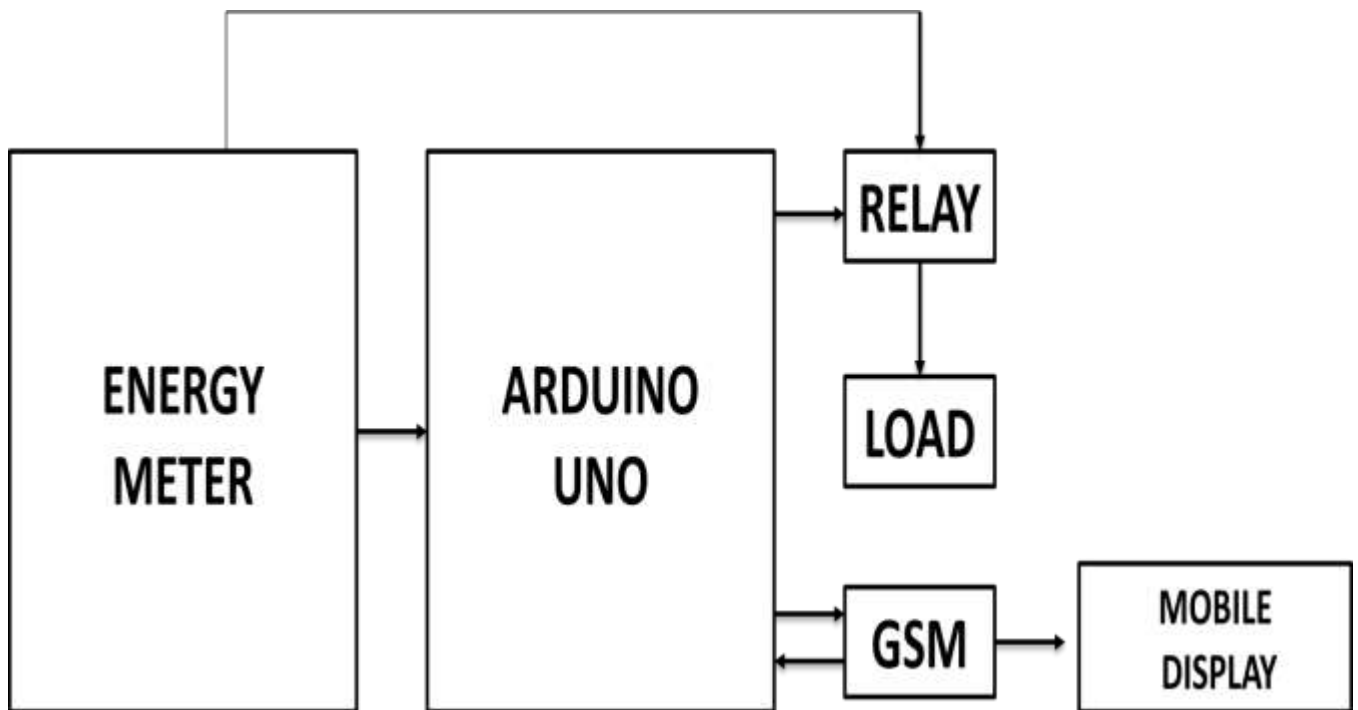 ENERGY
METER
ARDUINO
UNO
RELAY
LOAD
GSM
MOBILE
DISPLAY